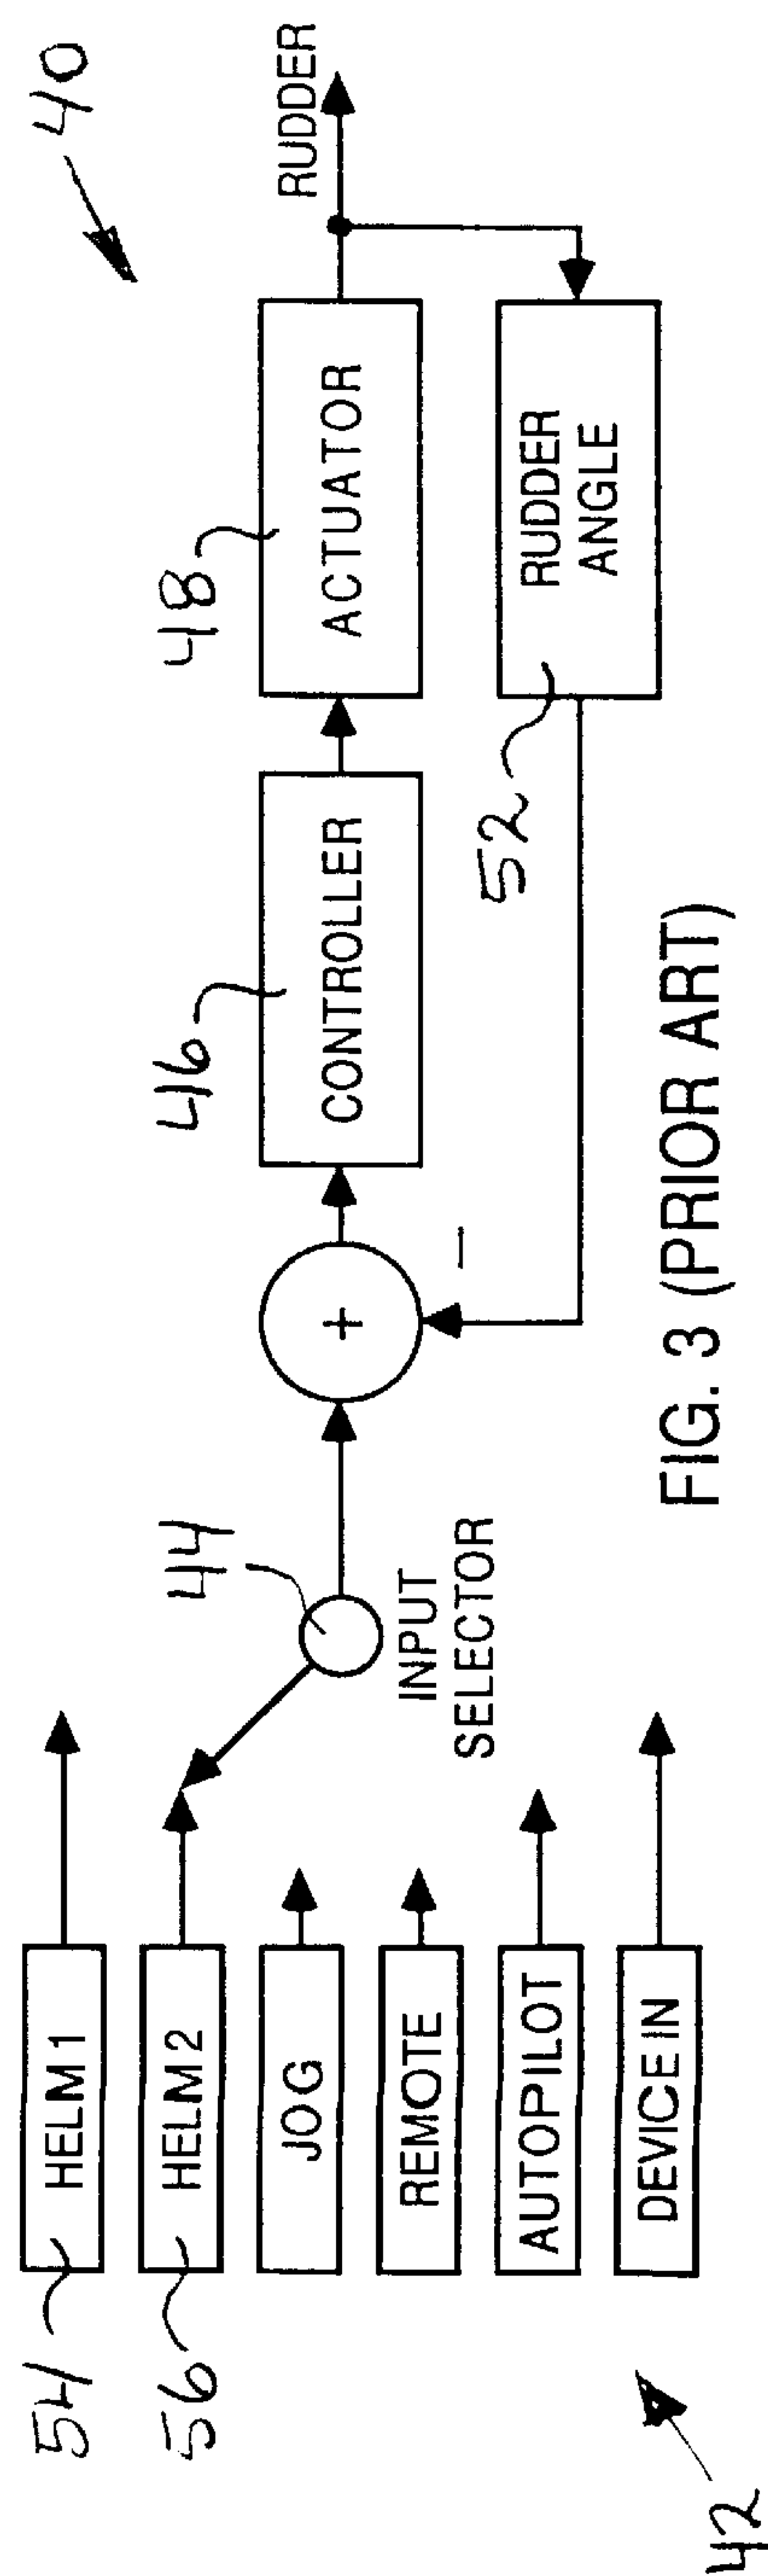 40
54
HELM 1
56
HELM 2
JOG
REMOTE
AUTOPILOT
DEVICE IN
42
44
INPUT
SELECTOR
+
−
46
CONTROLLER
48
ACTUATOR
RUDDER
52
RUDDER
ANGLE
FIG. 3 (PRIOR ART)